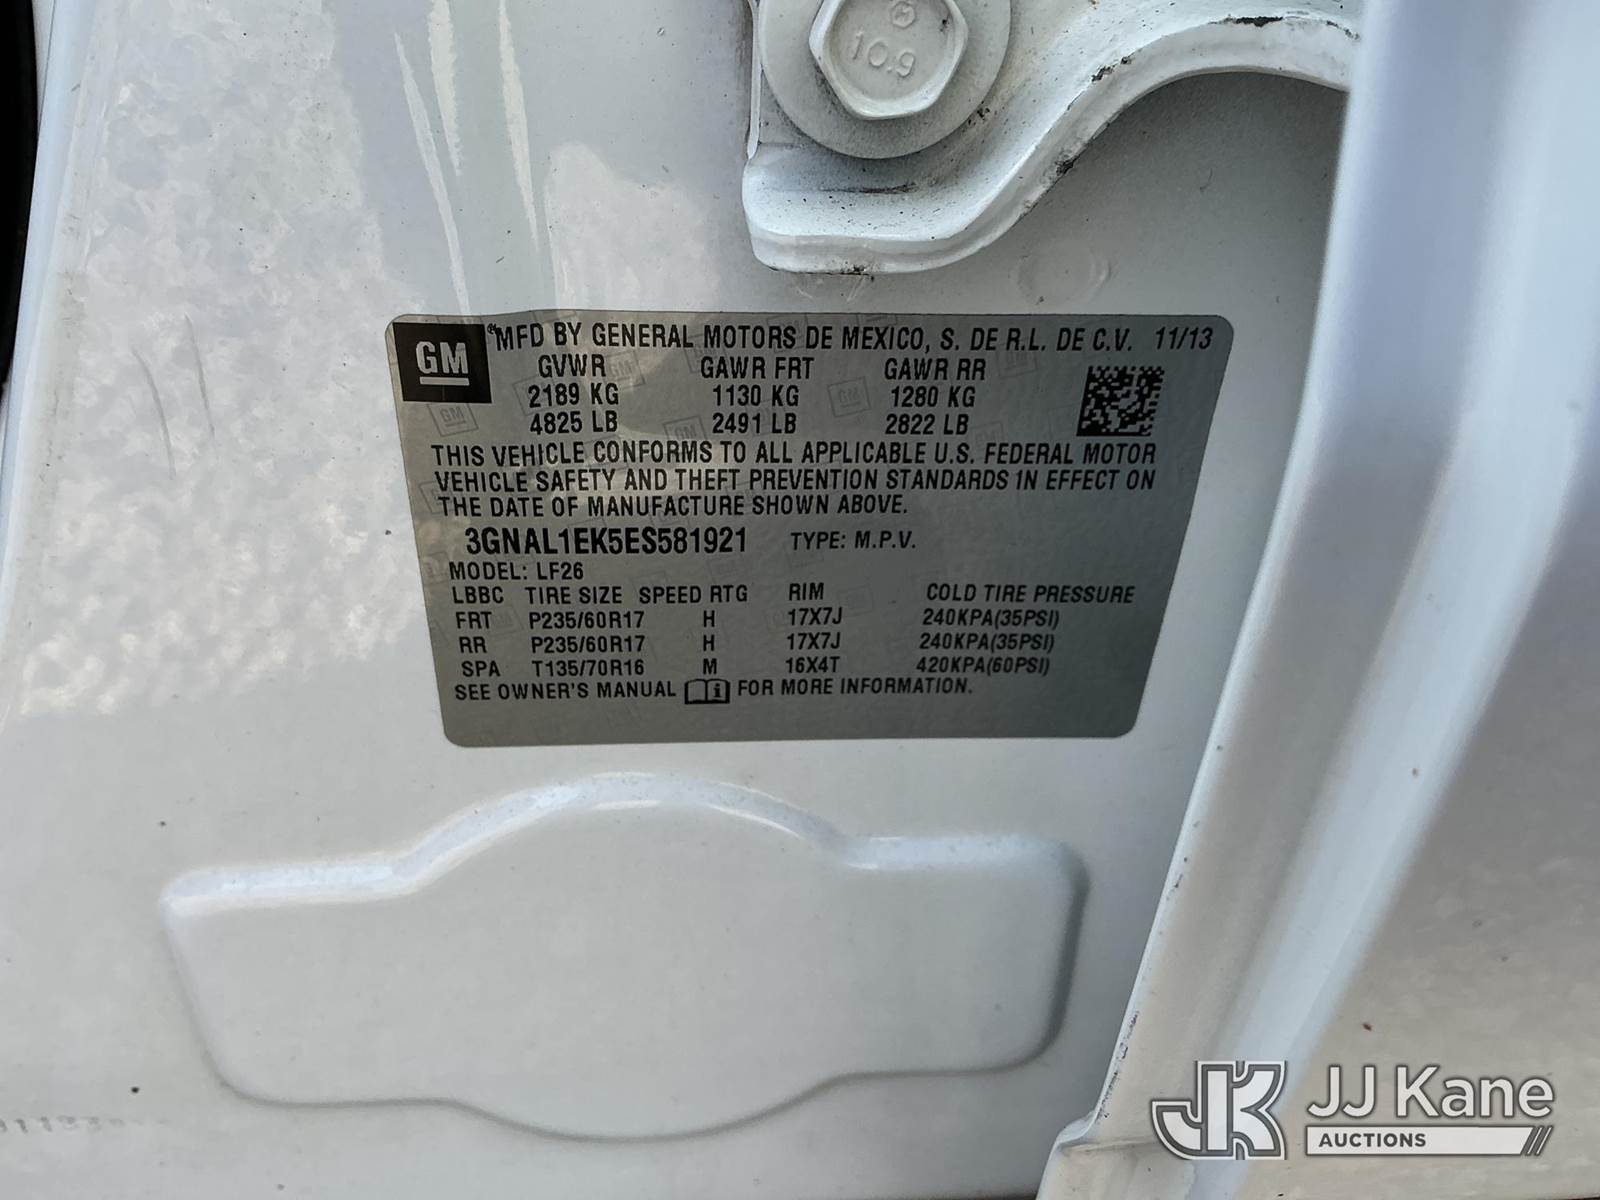 10.9
GM
MFD BY GENERAL MOTORS DE MEXICO, S. DE R.L. DE C.V. 11/13
GVWR GAWR FRT GAWR RR
2189 KG 1130 KG 1280 KG
4825 LB 2491 LB 2822 LB
THIS VEHICLE CONFORMS TO ALL APPLICABLE U.S. FEDERAL MOTOR
VEHICLE SAFETY AND THEFT PREVENTION STANDARDS IN EFFECT ON
THE DATE OF MANUFACTURE SHOWN ABOVE.
3GNAL1EK5ES581921 TYPE: M.P.V.
MODEL: LF26
LBBC TIRE SIZE SPEED RTG RIM COLD TIRE PRESSURE
FRT P235/60R17 H 17X7J 240KPA(35PSI)
RR P235/60R17 H 17X7J 240KPA(35PSI)
SPA T135/70R16 M 16X4T 420KPA(60PSI)
SEE OWNER'S MANUAL i FOR MORE INFORMATION.
JK JJ Kane
AUCTIONS